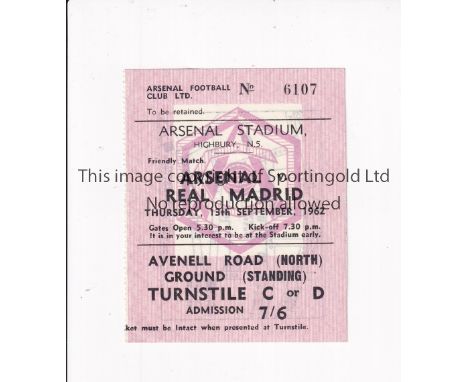 ARSENAL FOOTBALL
CLUB LTD.
Nº 6107
To be retained.
ARSENAL STADIUM,
HIGHBURY, N.5.
Friendly Match.
ARSENAL v.
This image copyright of Sportingold Limited
REAL MADRID
No reproduction allowed
THURSDAY, 13TH SEPTEMBER, 1962
Gates Open 5.30 p.m. Kick-off 7.30 p.m.
It is in your interest to be at the Stadium early.
AVENELL ROAD (NORTH)
GROUND (STANDING)
TURNSTILE C or D
ADMISSION 7/6
ket must be Intact when presented at Turnstile.